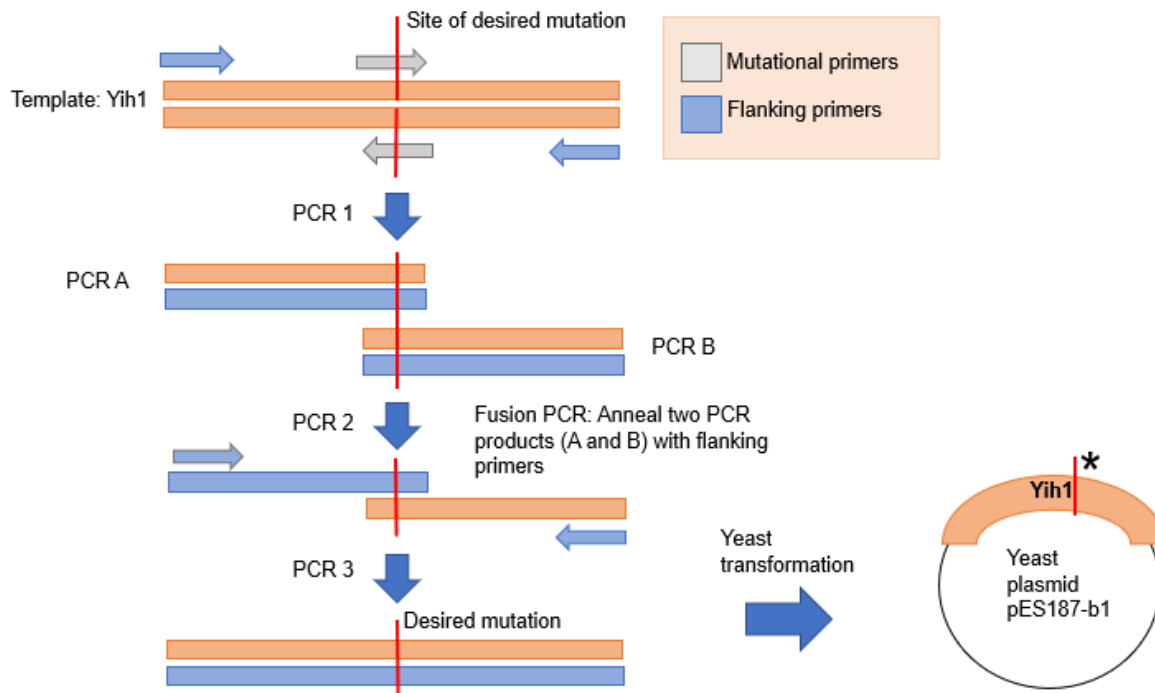 Site of desired mutation
Mutational primers
Flanking primers
Template: Yih1
PCR 1
PCR A
PCR B
PCR 2
Fusion PCR: Anneal two PCR
products (A and B) with flanking
primers
PCR 3
Desired mutation
Yeast
transformation
*
Yih1
Yeast
plasmid
pES187-b1